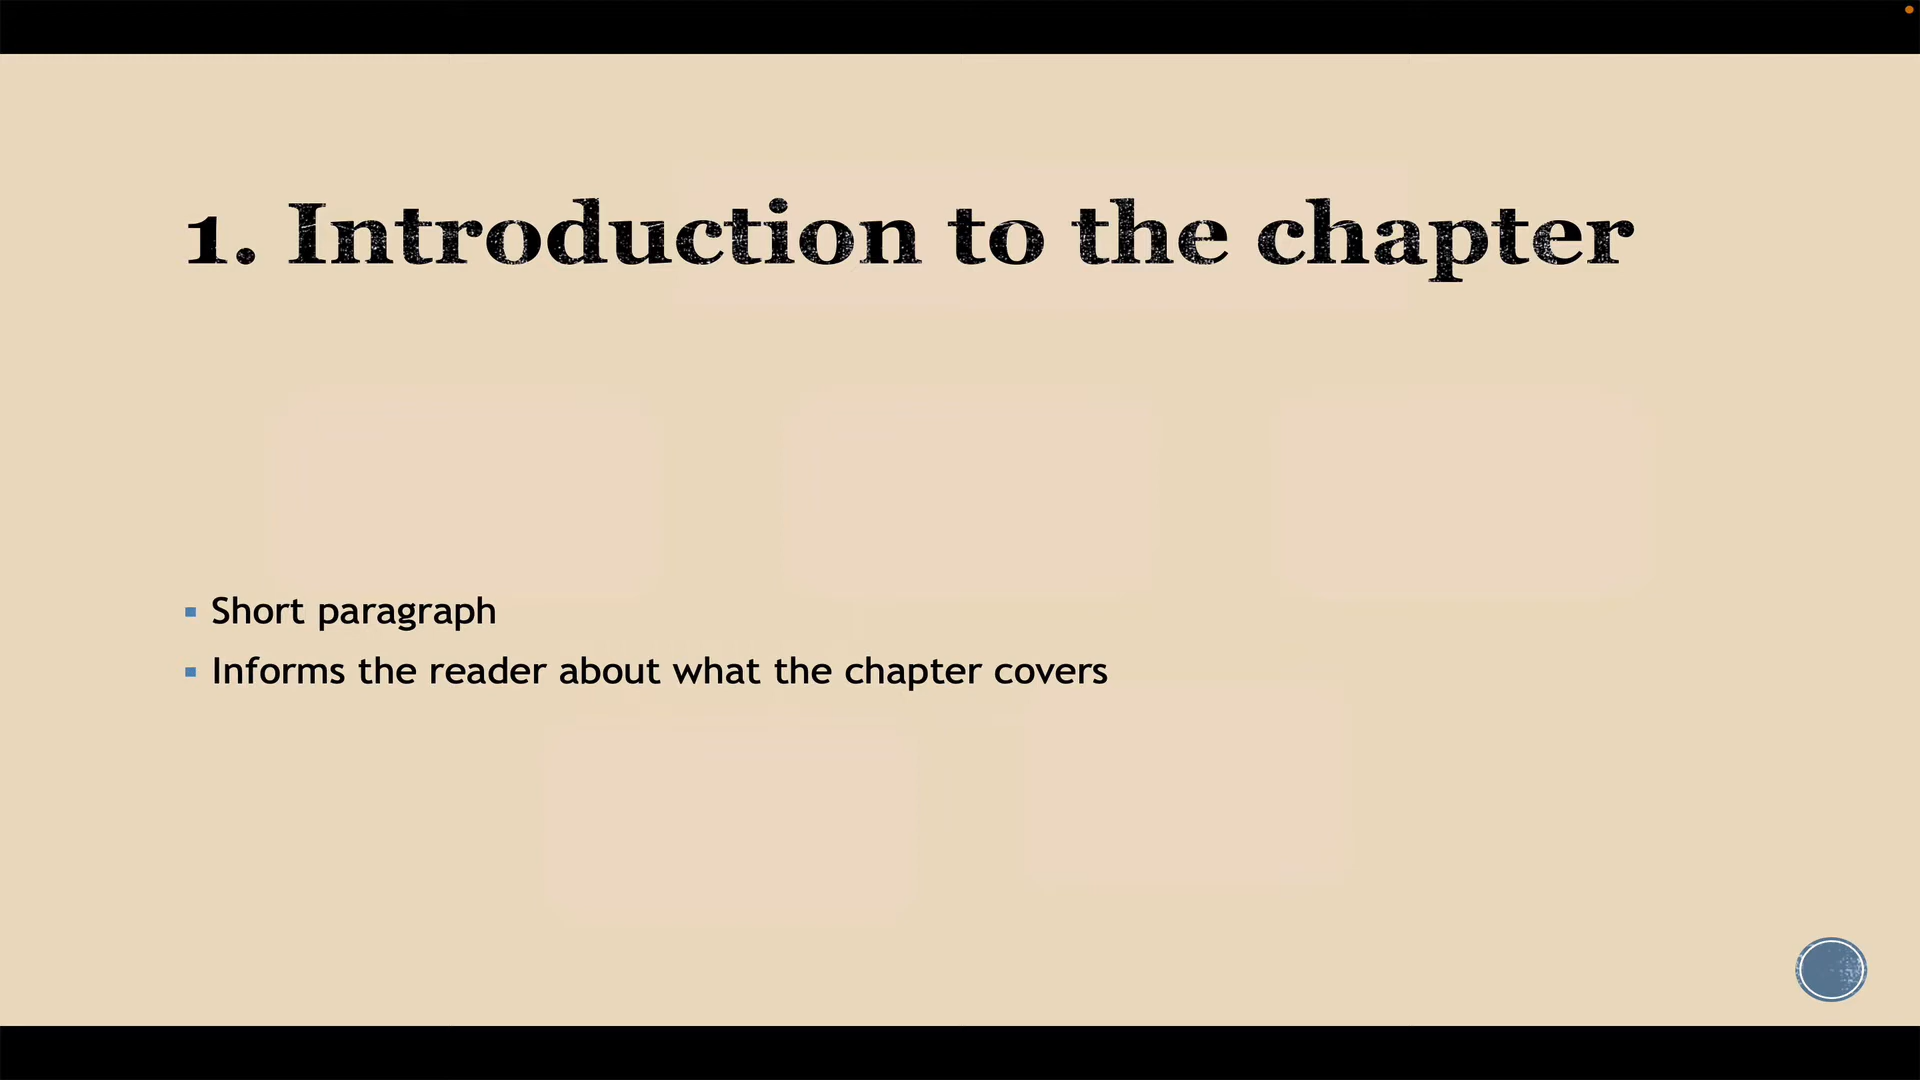 1. Introduction to the chapter
Short paragraph
Informs the reader about what the chapter covers